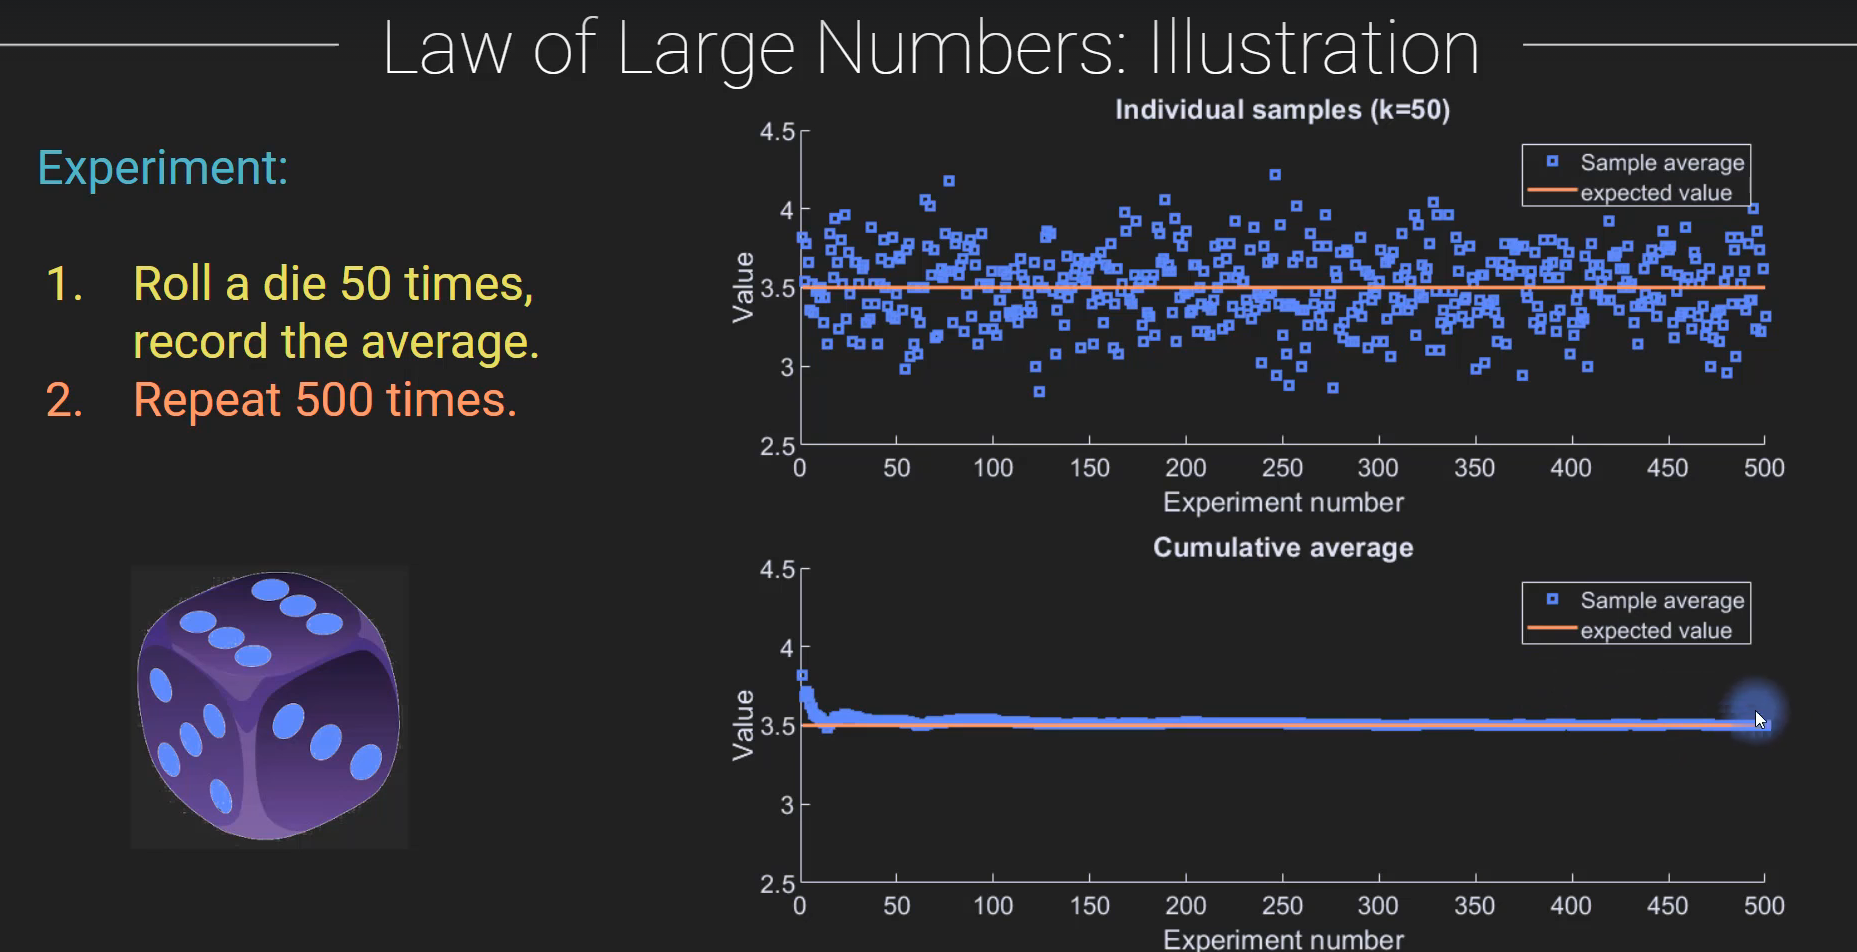 Law of Large Numbers: Illustration
Experiment:
1. Roll a die 50 times,
record the average.
2. Repeat 500 times.
Individual samples (k=50)
Sample average
expected value
Value
4.5
4
3.5
3
2.5
0 50 100 150 200 250 300 350 400 450 500
Experiment number
Cumulative average
Sample average
expected value
Value
4.5
4
3.5
3
2.5
0 50 100 150 200 250 300 350 400 450 500
Experiment number